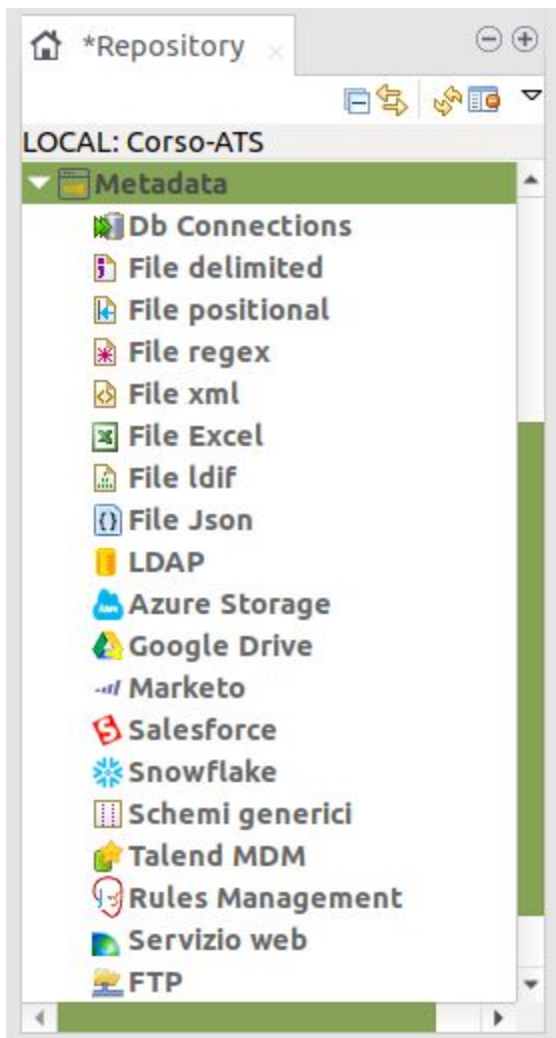 *Repository
LOCAL: Corso-ATS
Metadata
Db Connections
File delimited
File positional
File regex
File xml
File Excel
File ldif
File Json
LDAP
Azure Storage
Google Drive
Marketo
Salesforce
Snowflake
Schemi generici
Talend MDM
Rules Management
Servizio web
FTP